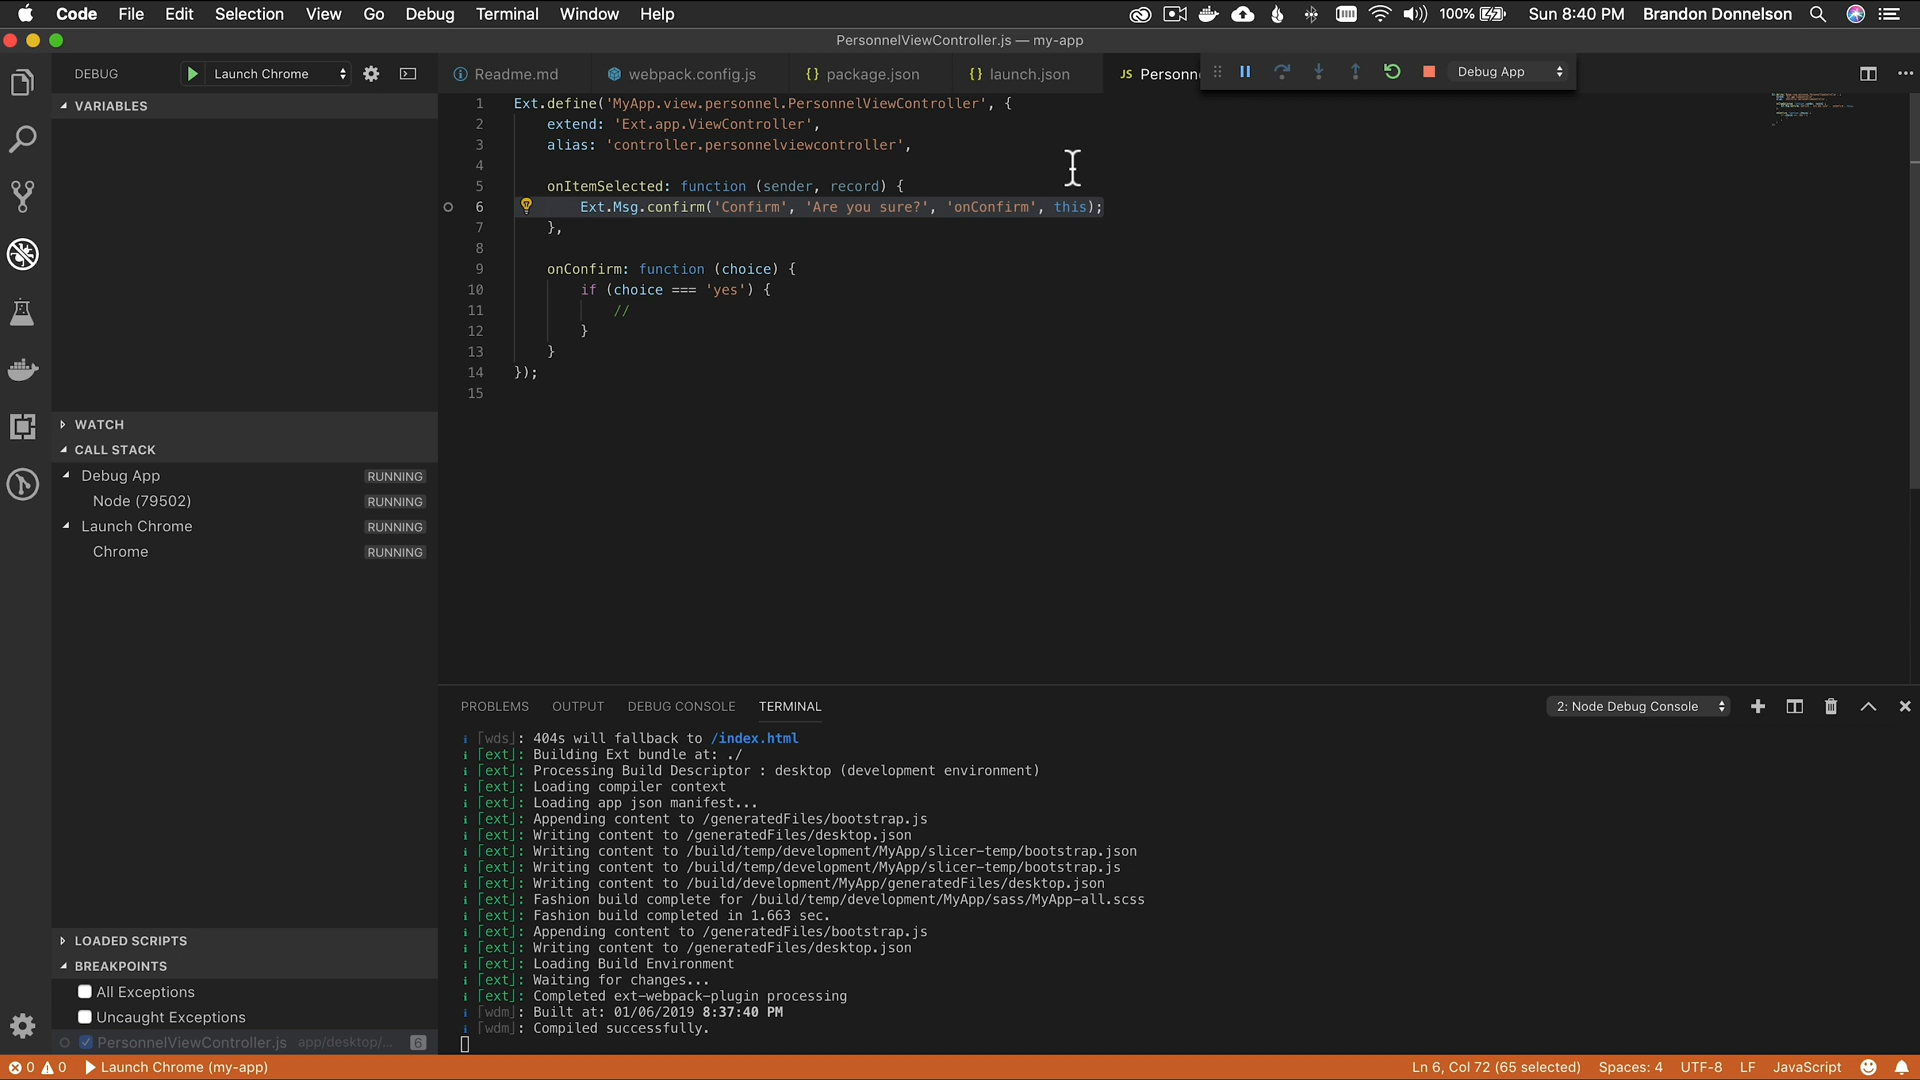 Code File Edit Selection View Go Debug Terminal Window Help 100% Sun 8:40 PM Brandon Donnelson
PersonnelViewController.js — my-app
DEBUG Launch Chrome Readme.md webpack.config.js {} package.json {} launch.json JS Personn Debug App
VARIABLES
1 Ext.define('MyApp.view.personnel.PersonnelViewController', {
2 extend: 'Ext.app.ViewController',
3 alias: 'controller.personnelviewcontroller',
4
5 onItemSelected: function (sender, record) {
6 Ext.Msg.confirm('Confirm', 'Are you sure?', 'onConfirm', this);
7 },
8
9 onConfirm: function (choice) {
10 if (choice === 'yes') {
11 //
12 }
13 }
14 });
15
WATCH
CALL STACK
Debug App RUNNING
Node (79502) RUNNING
Launch Chrome RUNNING
Chrome RUNNING
LOADED SCRIPTS
BREAKPOINTS
All Exceptions
Uncaught Exceptions
PersonnelViewController.js app/desktop/... 6
PROBLEMS OUTPUT DEBUG CONSOLE TERMINAL 2: Node Debug Console
i ⌈wds⌋: 404s will fallback to /index.html
i ⌈ext⌋: Building Ext bundle at: ./
i ⌈ext⌋: Processing Build Descriptor : desktop (development environment)
i ⌈ext⌋: Loading compiler context
i ⌈ext⌋: Loading app json manifest...
i ⌈ext⌋: Appending content to /generatedFiles/bootstrap.js
i ⌈ext⌋: Writing content to /generatedFiles/desktop.json
i ⌈ext⌋: Writing content to /build/temp/development/MyApp/slicer-temp/bootstrap.json
i ⌈ext⌋: Writing content to /build/temp/development/MyApp/slicer-temp/bootstrap.js
i ⌈ext⌋: Writing content to /build/development/MyApp/generatedFiles/desktop.json
i ⌈ext⌋: Fashion build complete for /build/temp/development/MyApp/sass/MyApp-all.scss
i ⌈ext⌋: Fashion build completed in 1.663 sec.
i ⌈ext⌋: Appending content to /generatedFiles/bootstrap.js
i ⌈ext⌋: Writing content to /generatedFiles/desktop.json
i ⌈ext⌋: Loading Build Environment
i ⌈ext⌋: Waiting for changes...
i ⌈ext⌋: Completed ext-webpack-plugin processing
i ⌈wdm⌋: Built at: 01/06/2019 8:37:40 PM
i ⌈wdm⌋: Compiled successfully.
0 0 Launch Chrome (my-app) Ln 6, Col 72 (65 selected) Spaces: 4 UTF-8 LF JavaScript